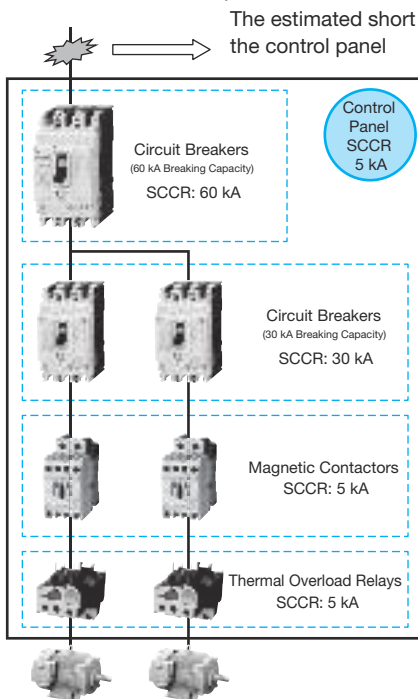 The estimated short
the control panel
Control
Panel
SCCR
5 kA
Circuit Breakers
(60 kA Breaking Capacity)
SCCR: 60 kA
Circuit Breakers
(30 kA Breaking Capacity)
SCCR: 30 kA
Magnetic Contactors
SCCR: 5 kA
Thermal Overload Relays
SCCR: 5 kA